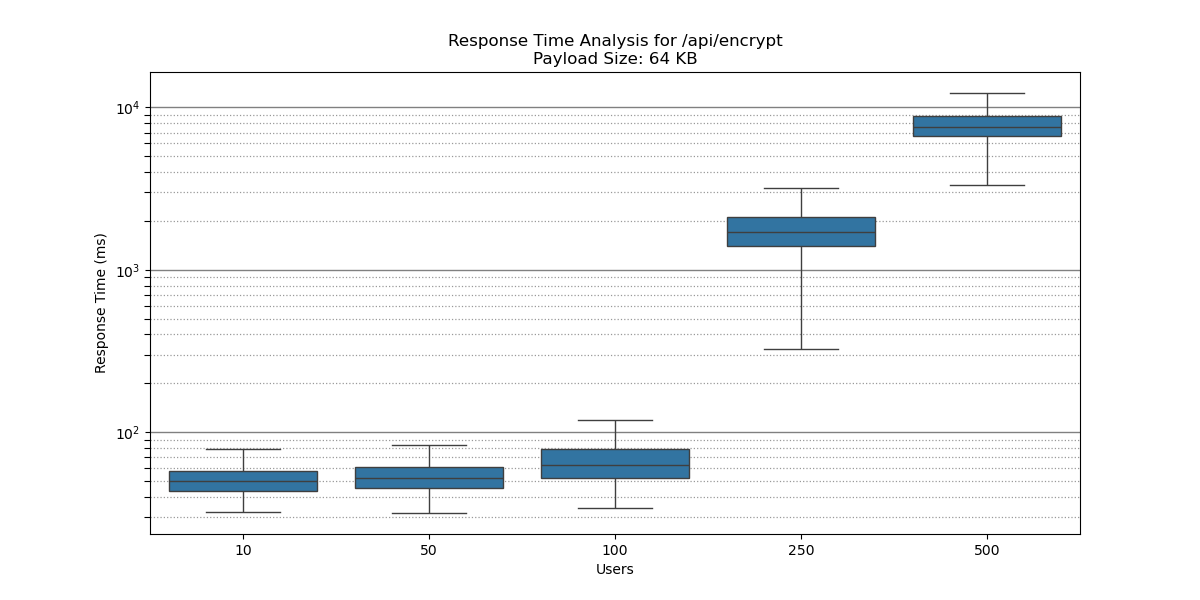 Response Time Analysis for /api/encrypt
Payload Size: 64 KB
Response Time (ms)
10⁴
10³
10²
10 50 100 250 500
Users